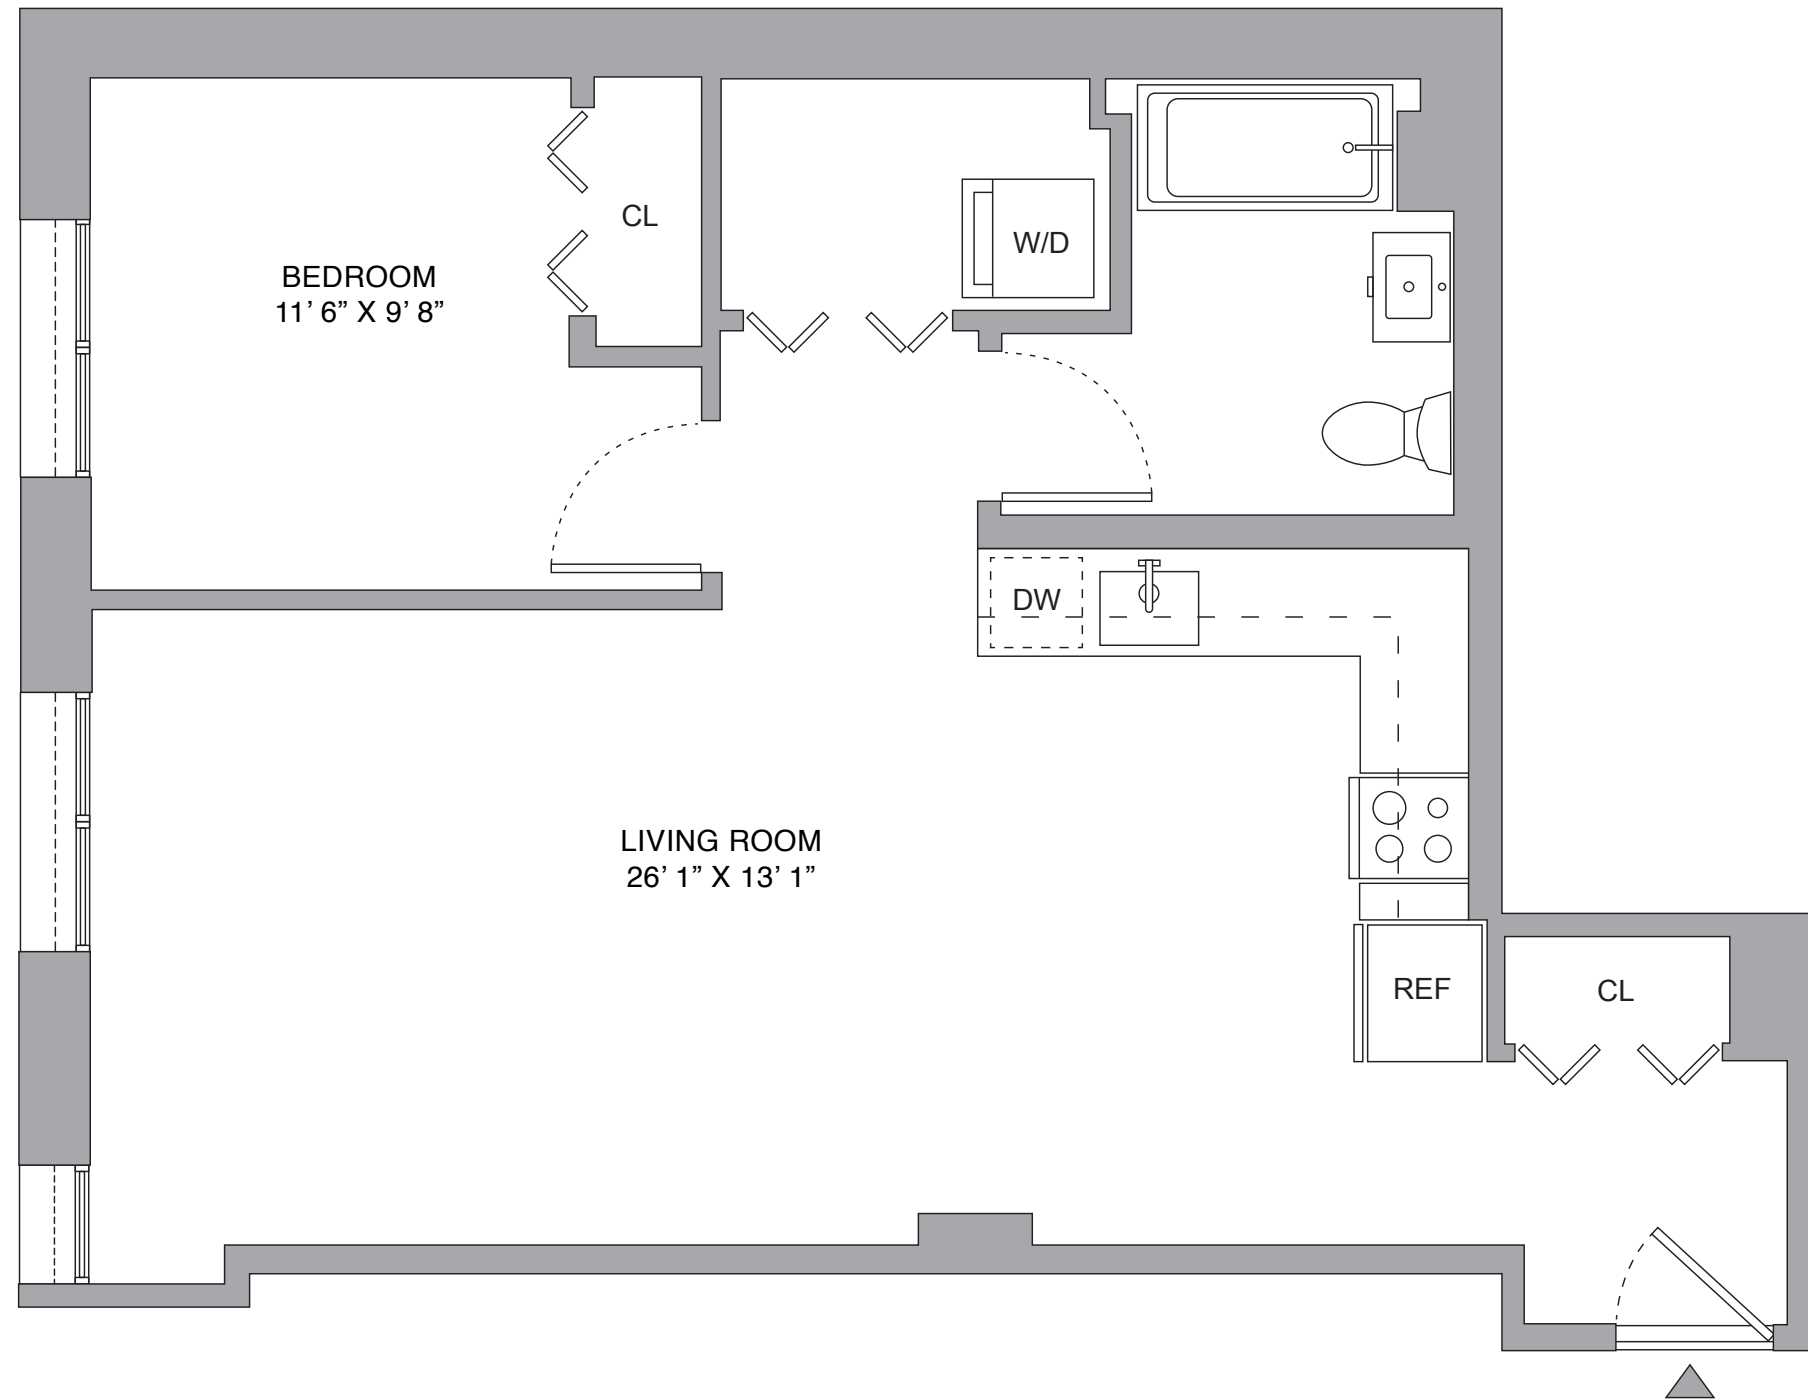 CL
W/D
BEDROOM
11’ 6” X 9’ 8”
DW
LIVING ROOM
26’ 1” X 13’ 1”
REF
CL